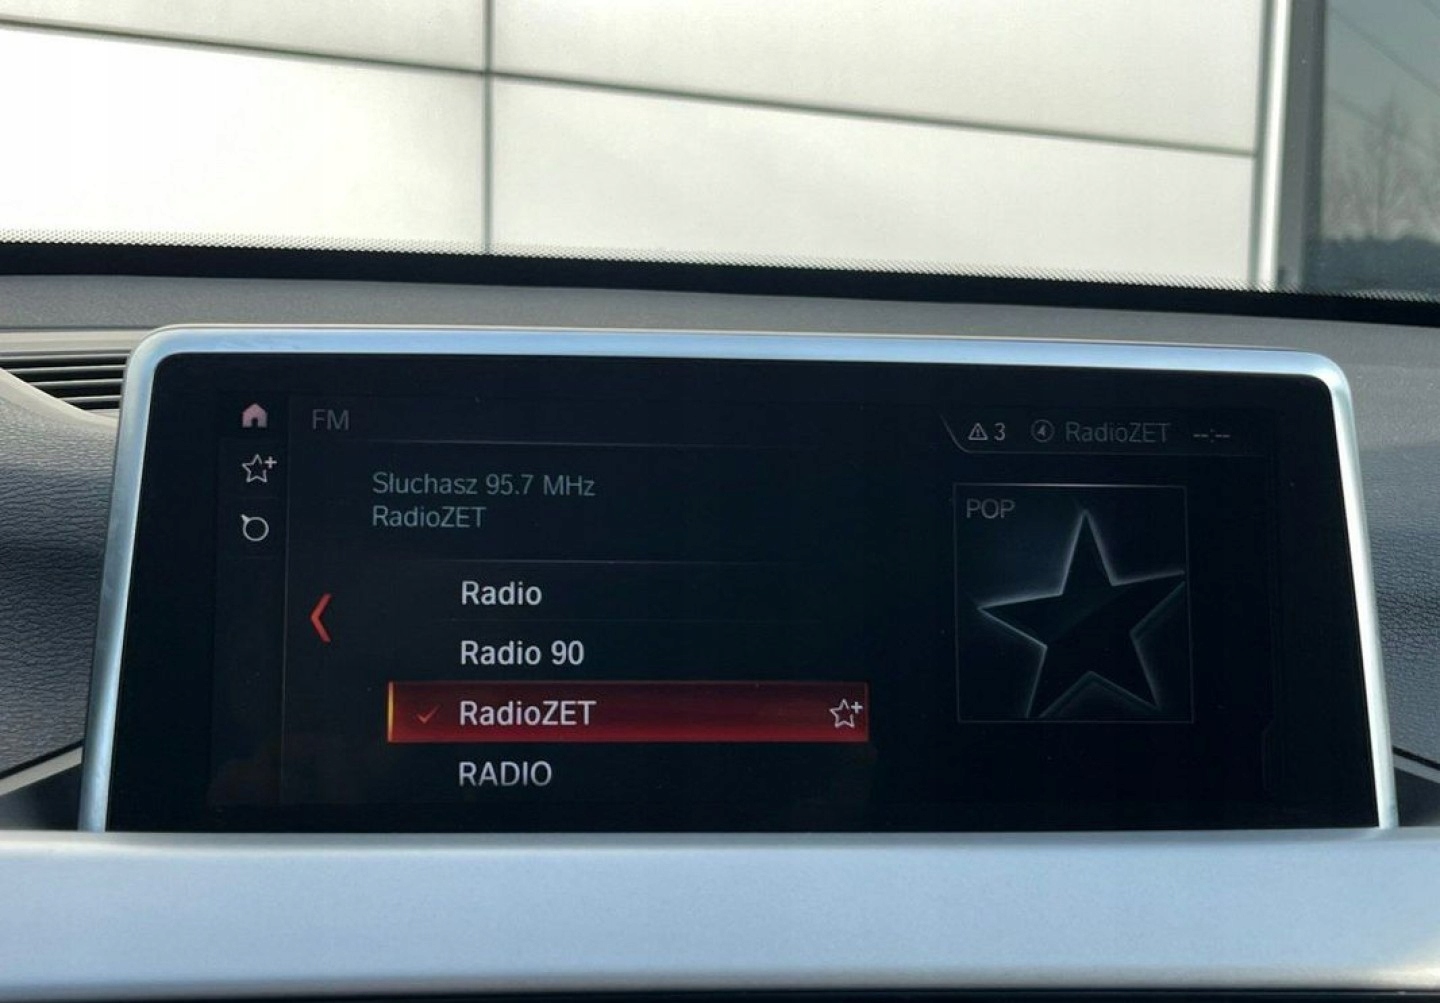 FM
3 RadioZET --:--
Słuchasz 95.7 MHz
RadioZET
POP
Radio
Radio 90
RadioZET
RADIO